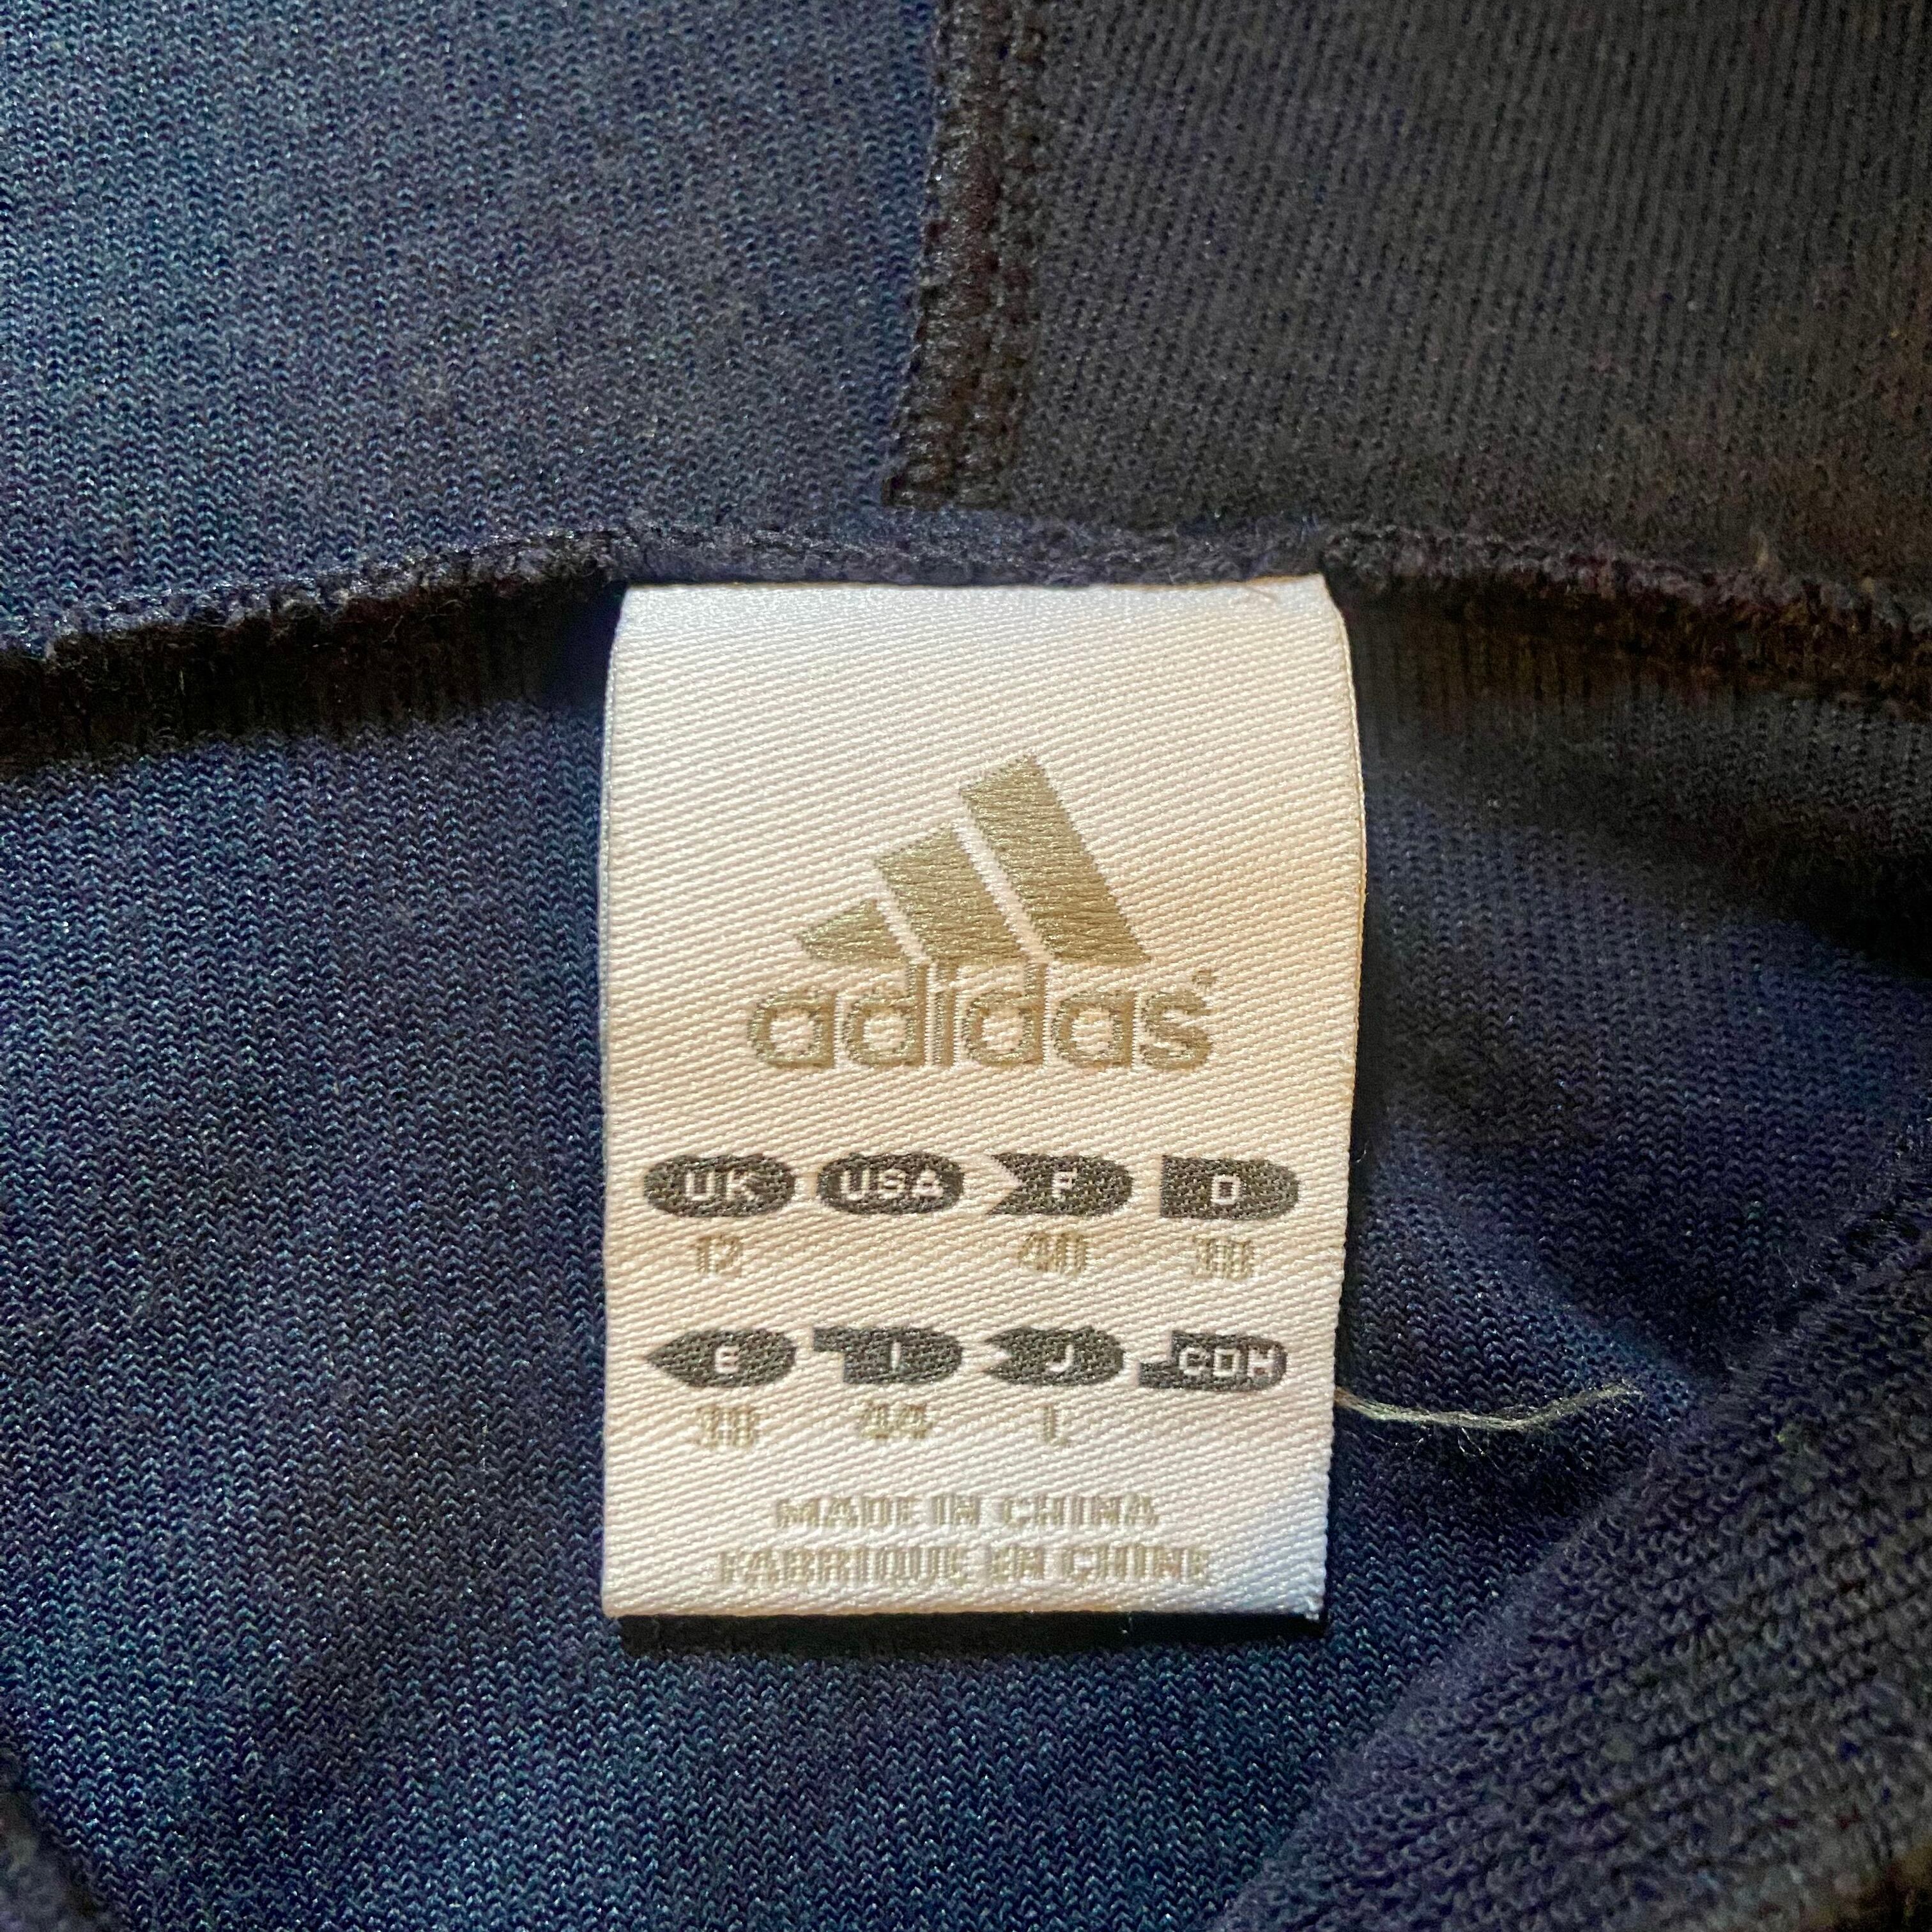 adidas
UK USA F D
12 40 38
E I J CDN
38 44 L
MADE IN CHINA
FABRIQUE EN CHINE